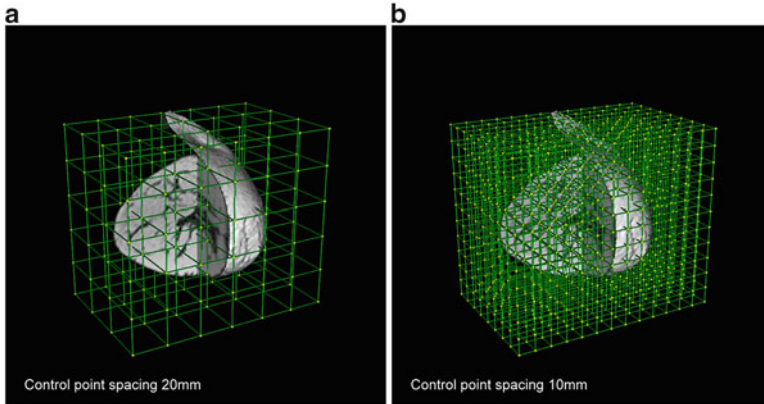 a
b
Control point spacing 20mm
Control point spacing 10mm